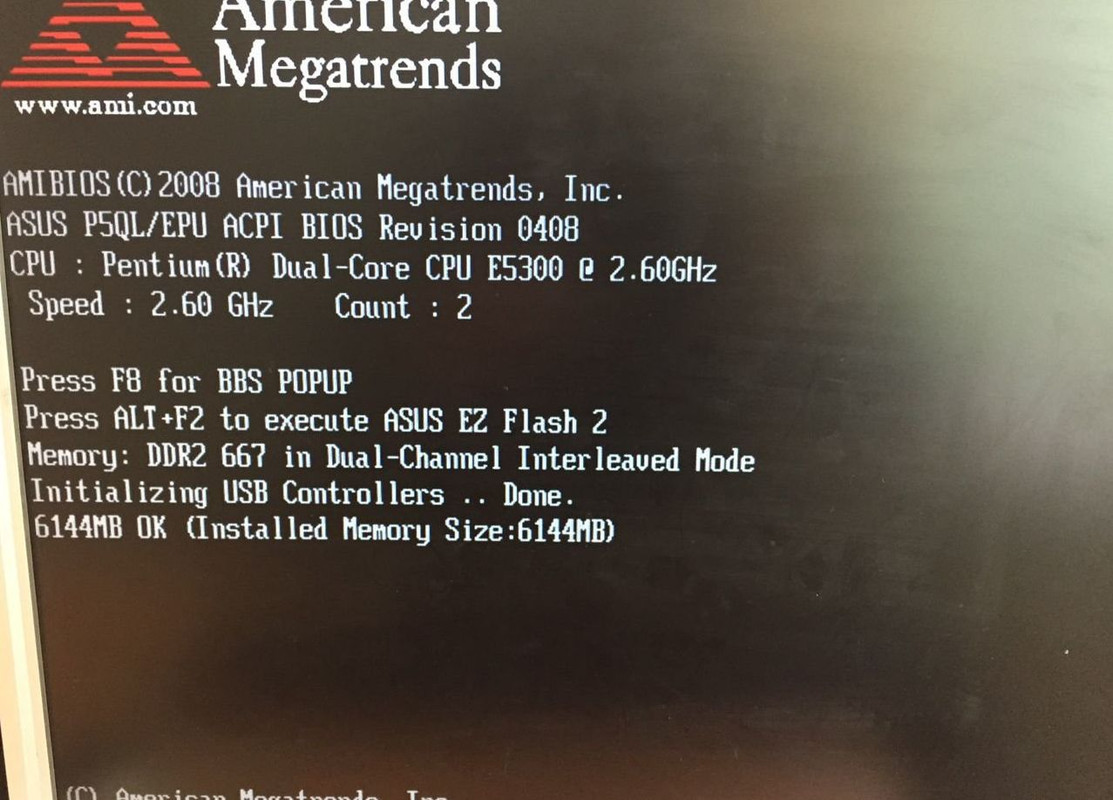 American
Megatrends
www.ami.com
AMIBIOS(C)2008 American Megatrends, Inc.
ASUS P5QL/EPU ACPI BIOS Revision 0408
CPU : Pentium(R) Dual-Core CPU E5300 @ 2.60GHz
Speed : 2.60 GHz Count : 2
Press F8 for BBS POPUP
Press ALT+F2 to execute ASUS EZ Flash 2
Memory: DDR2 667 in Dual-Channel Interleaved Mode
Initializing USB Controllers .. Done.
6144MB OK (Installed Memory Size:6144MB)
(C) American Megatrends, Inc.